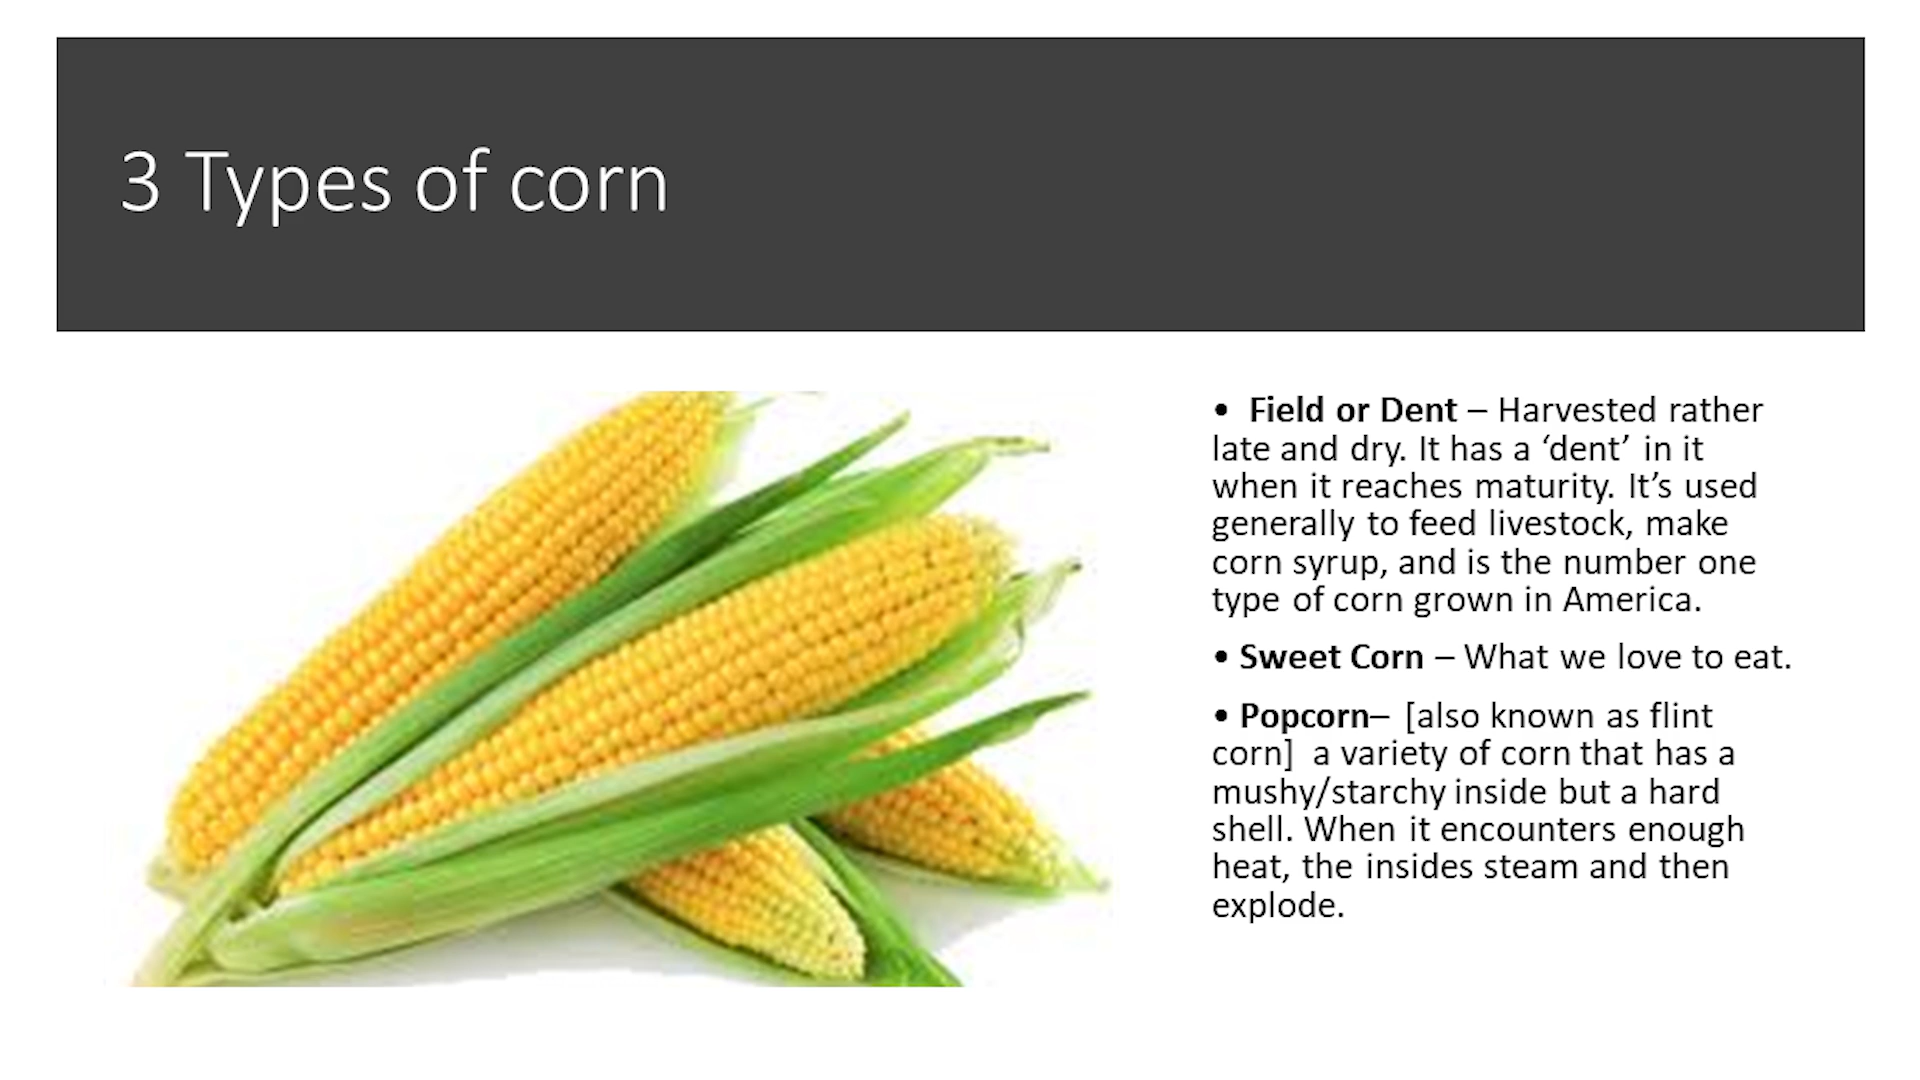 3 Types of corn
• Field or Dent – Harvested rather
late and dry. It has a ‘dent’ in it
when it reaches maturity. It’s used
generally to feed livestock, make
corn syrup, and is the number one
type of corn grown in America.
• Sweet Corn – What we love to eat.
• Popcorn– [also known as flint
corn]  a variety of corn that has a
mushy/starchy inside but a hard
shell. When it encounters enough
heat, the insides steam and then
explode.